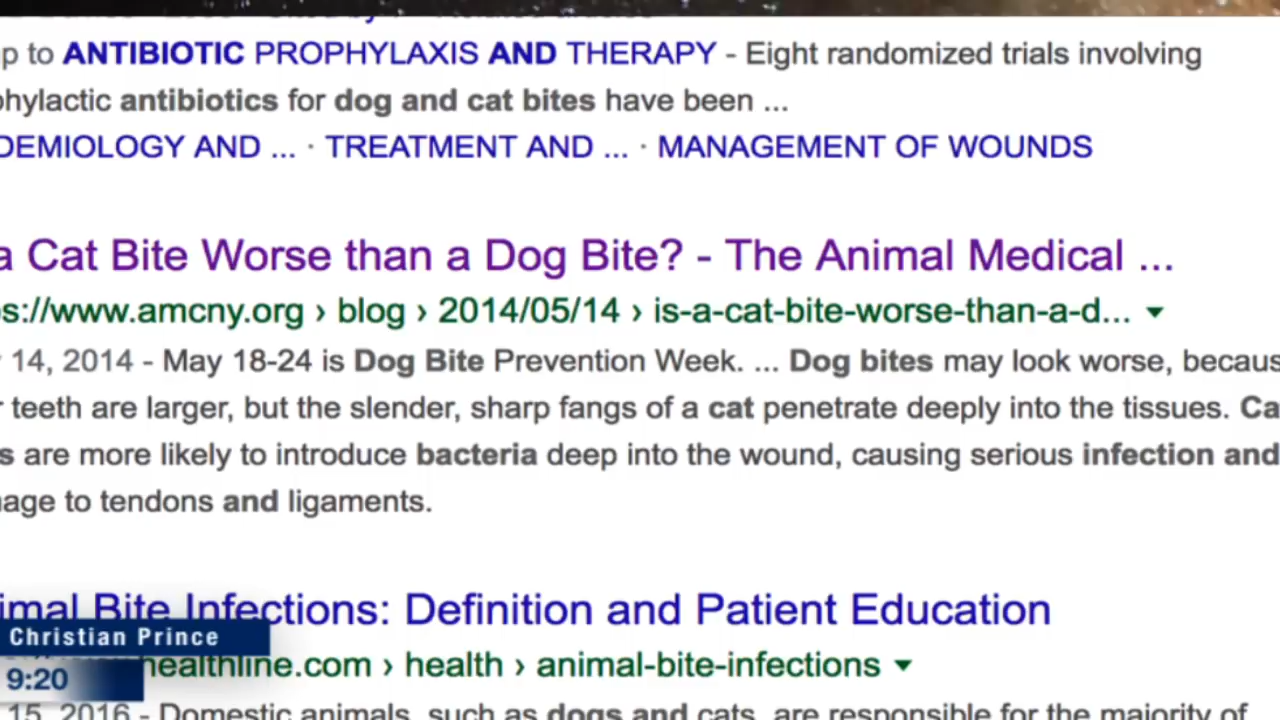 p to ANTIBIOTIC PROPHYLAXIS AND THERAPY - Eight randomized trials involving
phylactic antibiotics for dog and cat bites have been ...
DEMIOLOGY AND ... · TREATMENT AND ... · MANAGEMENT OF WOUNDS
a Cat Bite Worse than a Dog Bite? - The Animal Medical ...
s://www.amcny.org › blog › 2014/05/14 › is-a-cat-bite-worse-than-a-d...
14, 2014 - May 18-24 is Dog Bite Prevention Week. ... Dog bites may look worse, becaus
r teeth are larger, but the slender, sharp fangs of a cat penetrate deeply into the tissues. Ca
s are more likely to introduce bacteria deep into the wound, causing serious infection and
nage to tendons and ligaments.
imal Bite Infections: Definition and Patient Education
Christian Prince
healthline.com › health › animal-bite-infections
9:20
15, 2016 - Domestic animals, such as dogs and cats, are responsible for the majority of